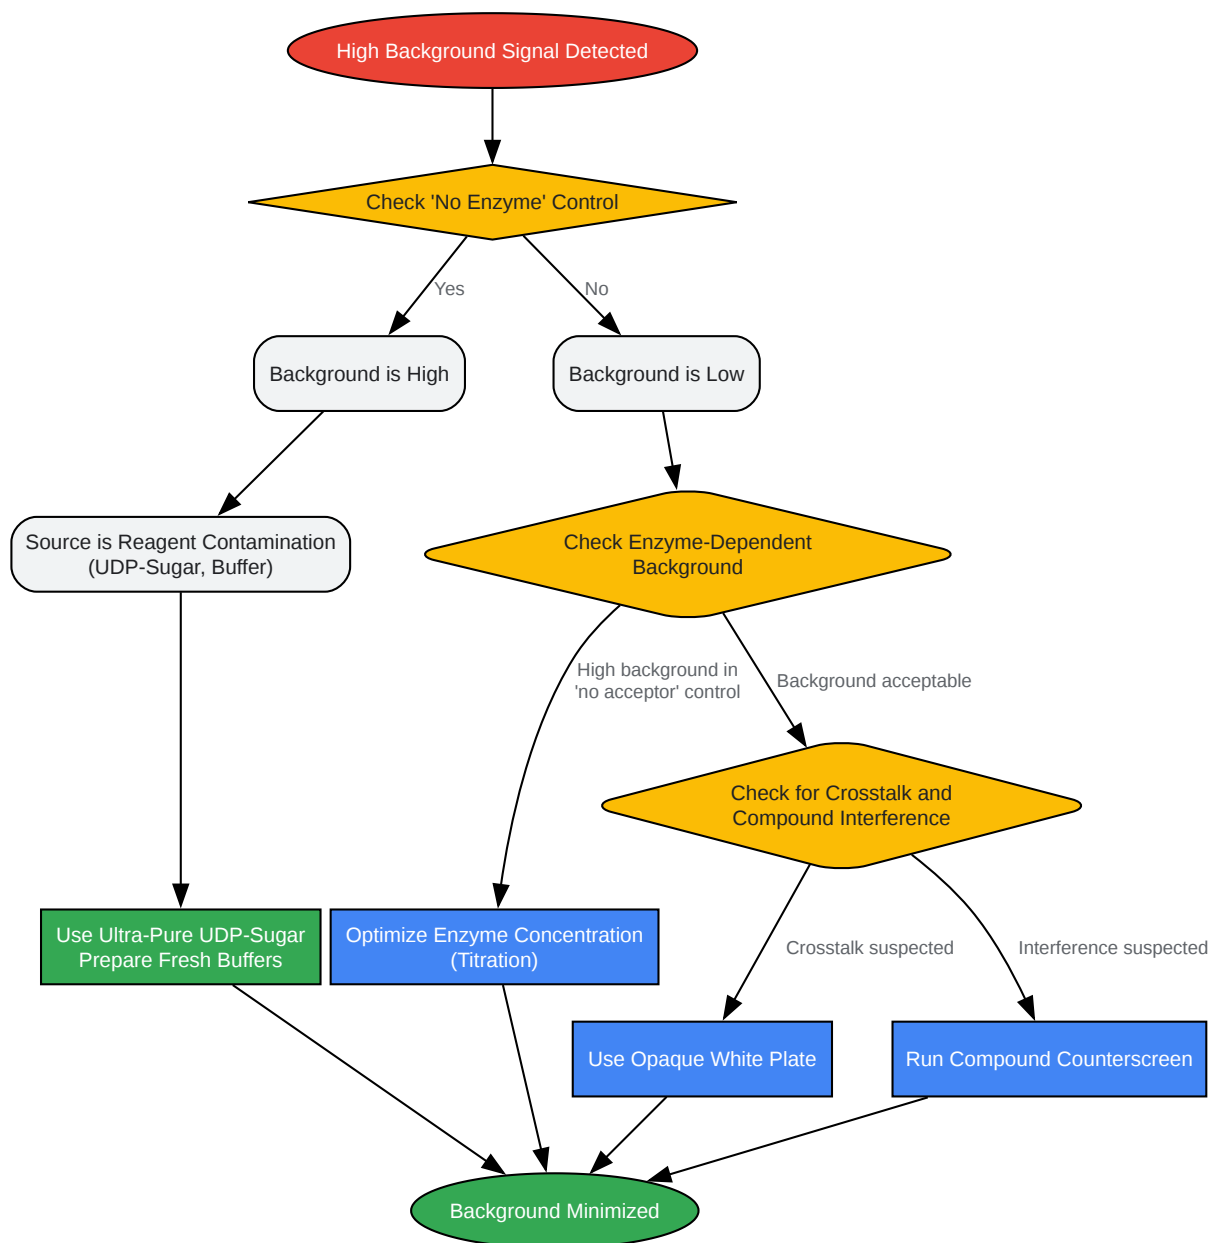 High Background Signal Detected
Check 'No Enzyme' Control
Yes
No
Background is High
Background is Low
Source is Reagent Contamination
(UDP-Sugar, Buffer)
Check Enzyme-Dependent
Background
High background in
'no acceptor' control
Background acceptable
Check for Crosstalk and
Compound Interference
Use Ultra-Pure UDP-Sugar
Prepare Fresh Buffers
Optimize Enzyme Concentration
(Titration)
Crosstalk suspected
Interference suspected
Use Opaque White Plate
Run Compound Counterscreen
Background Minimized